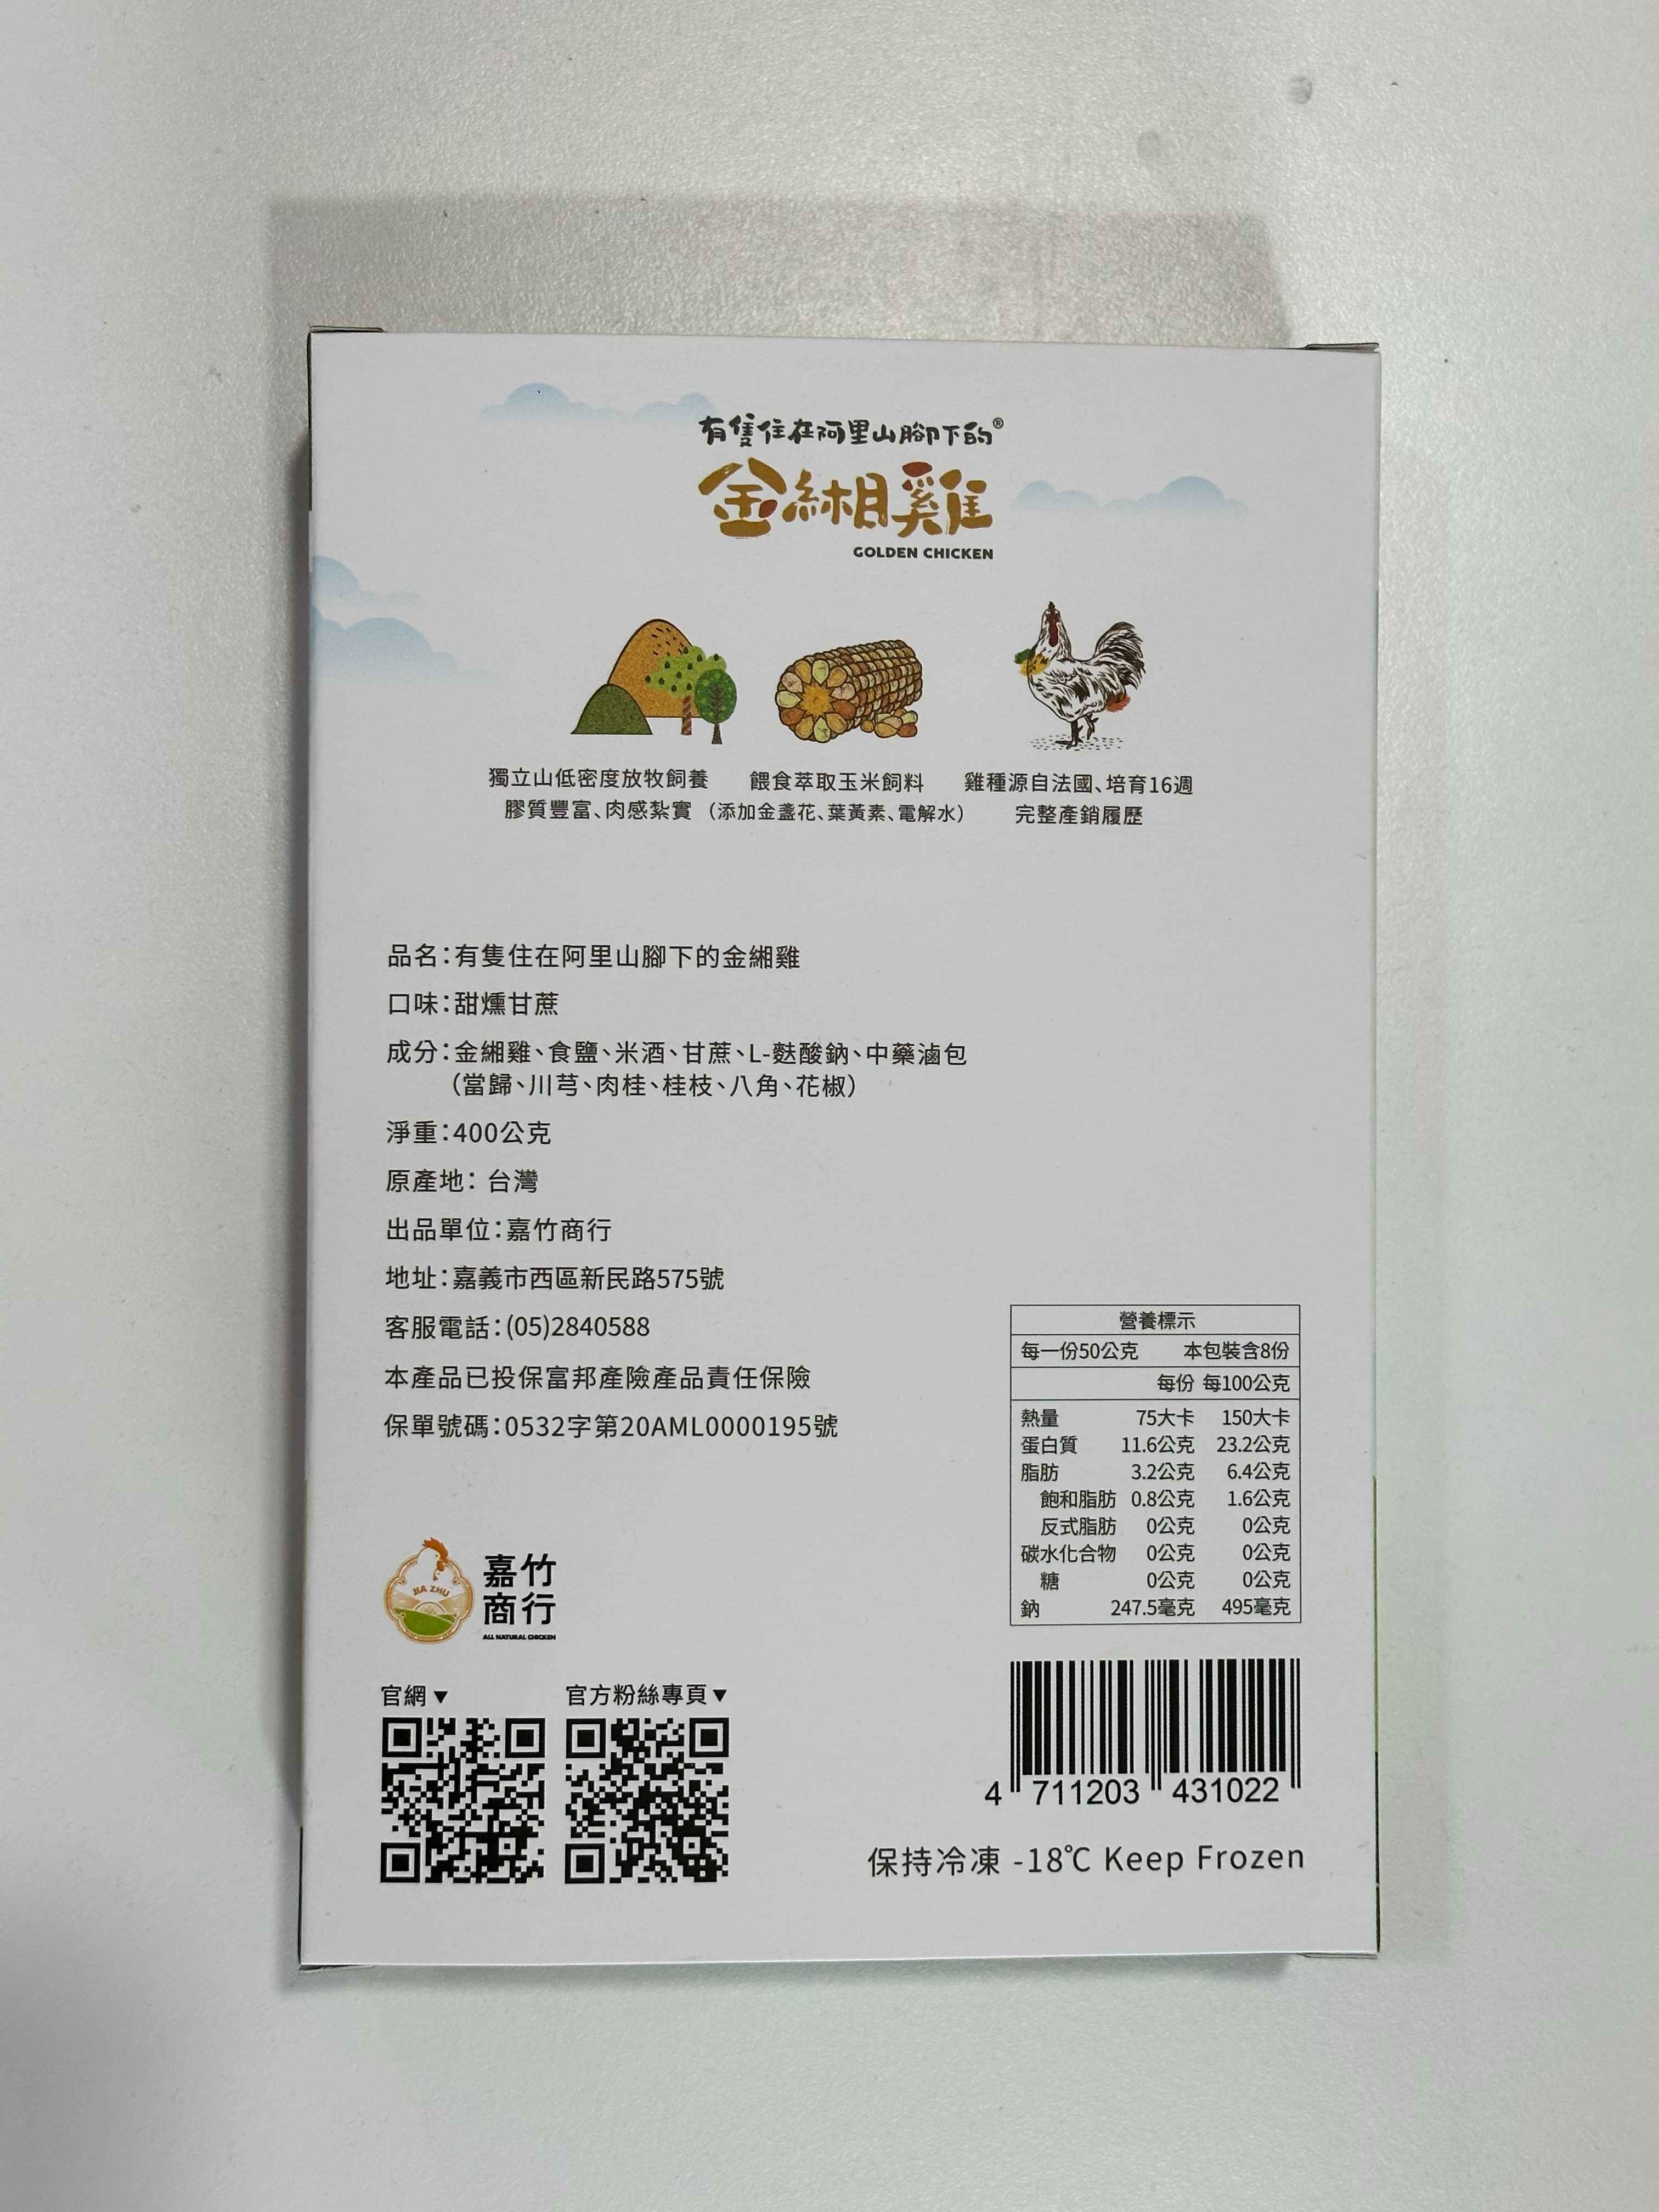 有隻住在阿里山腳下的®
金緗雞
GOLDEN CHICKEN
獨立山低密度放牧飼養
膠質豐富、肉感紮實
餵食萃取玉米飼料
（添加金盞花、葉黃素、電解水）
雞種源自法國、培育16週
完整產銷履歷
品名：有隻住在阿里山腳下的金緗雞
口味：甜燻甘蔗
成分：金緗雞、食鹽、米酒、甘蔗、L-麩酸鈉、中藥滷包
（當歸、川芎、肉桂、桂枝、八角、花椒）
淨重：400公克
原產地：台灣
出品單位：嘉竹商行
地址：嘉義市西區新民路575號
客服電話：(05)2840588
本產品已投保富邦產險產品責任保險
保單號碼：0532字第20AML0000195號
營養標示
每一份50公克 本包裝含8份
每份 每100公克
熱量 75大卡 150大卡
蛋白質 11.6公克 23.2公克
脂肪 3.2公克 6.4公克
飽和脂肪 0.8公克 1.6公克
反式脂肪 0公克 0公克
碳水化合物 0公克 0公克
糖 0公克 0公克
鈉 247.5毫克 495毫克
JIA ZHU
嘉竹
商行
ALL NATURAL CHICKEN
官網▼
官方粉絲專頁▼
4 711203 431022
保持冷凍 -18℃ Keep Frozen